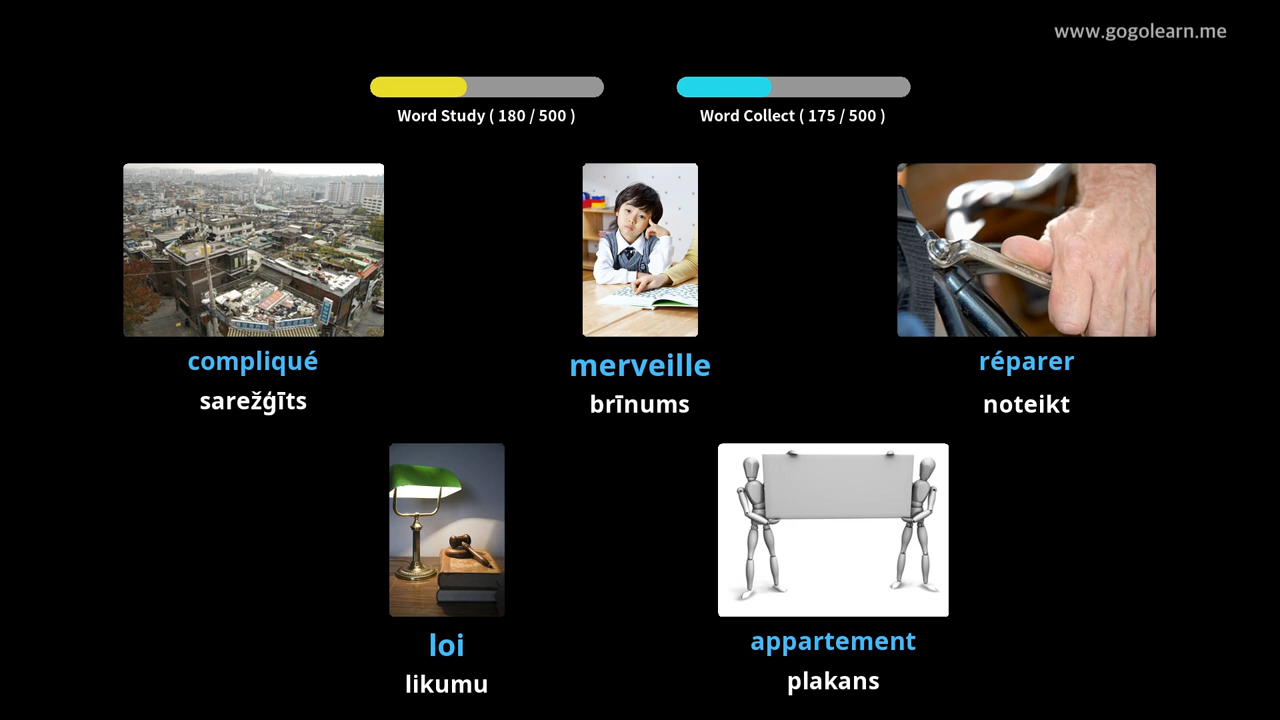 www.gogolearn.me
Word Study ( 180 / 500 )
Word Collect ( 175 / 500 )
compliqué
merveille
réparer
sarežģīts
brīnums
noteikt
loi
appartement
likumu
plakans